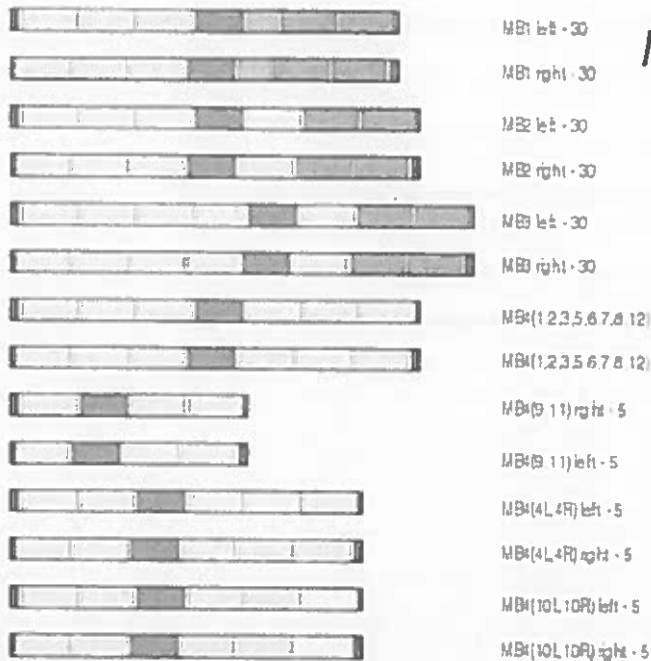 MB1 left - 30
MB1 right - 30
MB2 left - 30
MB2 right - 30
MB3 left - 30
MB3 right - 30
MB4(1,2,3,5,6,7,8,12)
MB4(1,2,3,5,6,7,8,12)
MB4(9,11) right - 5
MB4(9,11) left - 5
MB4(4L,4R) left - 5
MB4(4L,4R) right - 5
MB4(10L,10R) left - 5
MB4(10L,10R) right - 5